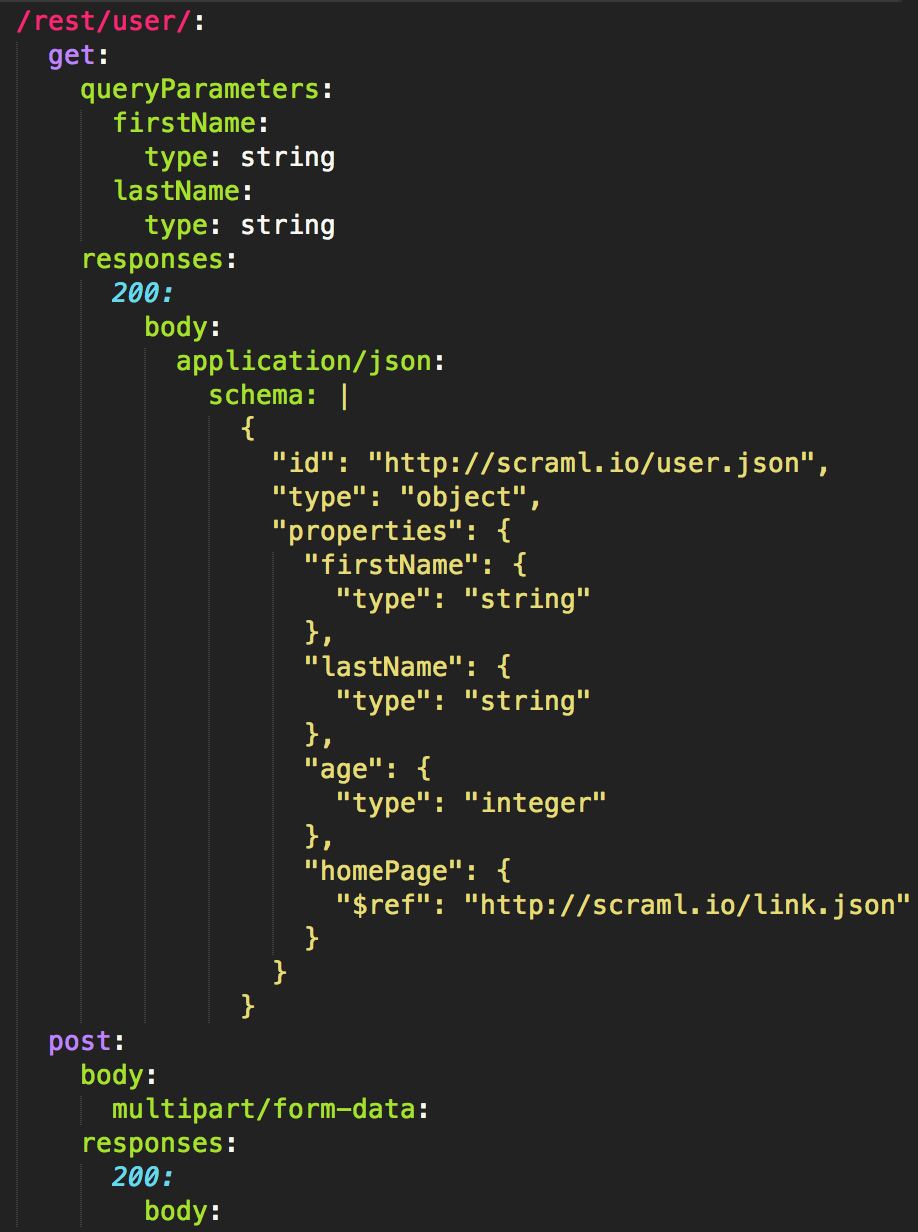 /rest/user/:
  get:
    queryParameters:
      firstName:
        type: string
      lastName:
        type: string
    responses:
      200:
        body:
          application/json:
            schema: |
              {
                "id": "http://scraml.io/user.json",
                "type": "object",
                "properties": {
                  "firstName": {
                    "type": "string"
                  },
                  "lastName": {
                    "type": "string"
                  },
                  "age": {
                    "type": "integer"
                  },
                  "homePage": {
                    "$ref": "http://scraml.io/link.json"
                  }
                }
              }
  post:
    body:
      multipart/form-data:
    responses:
      200:
        body: